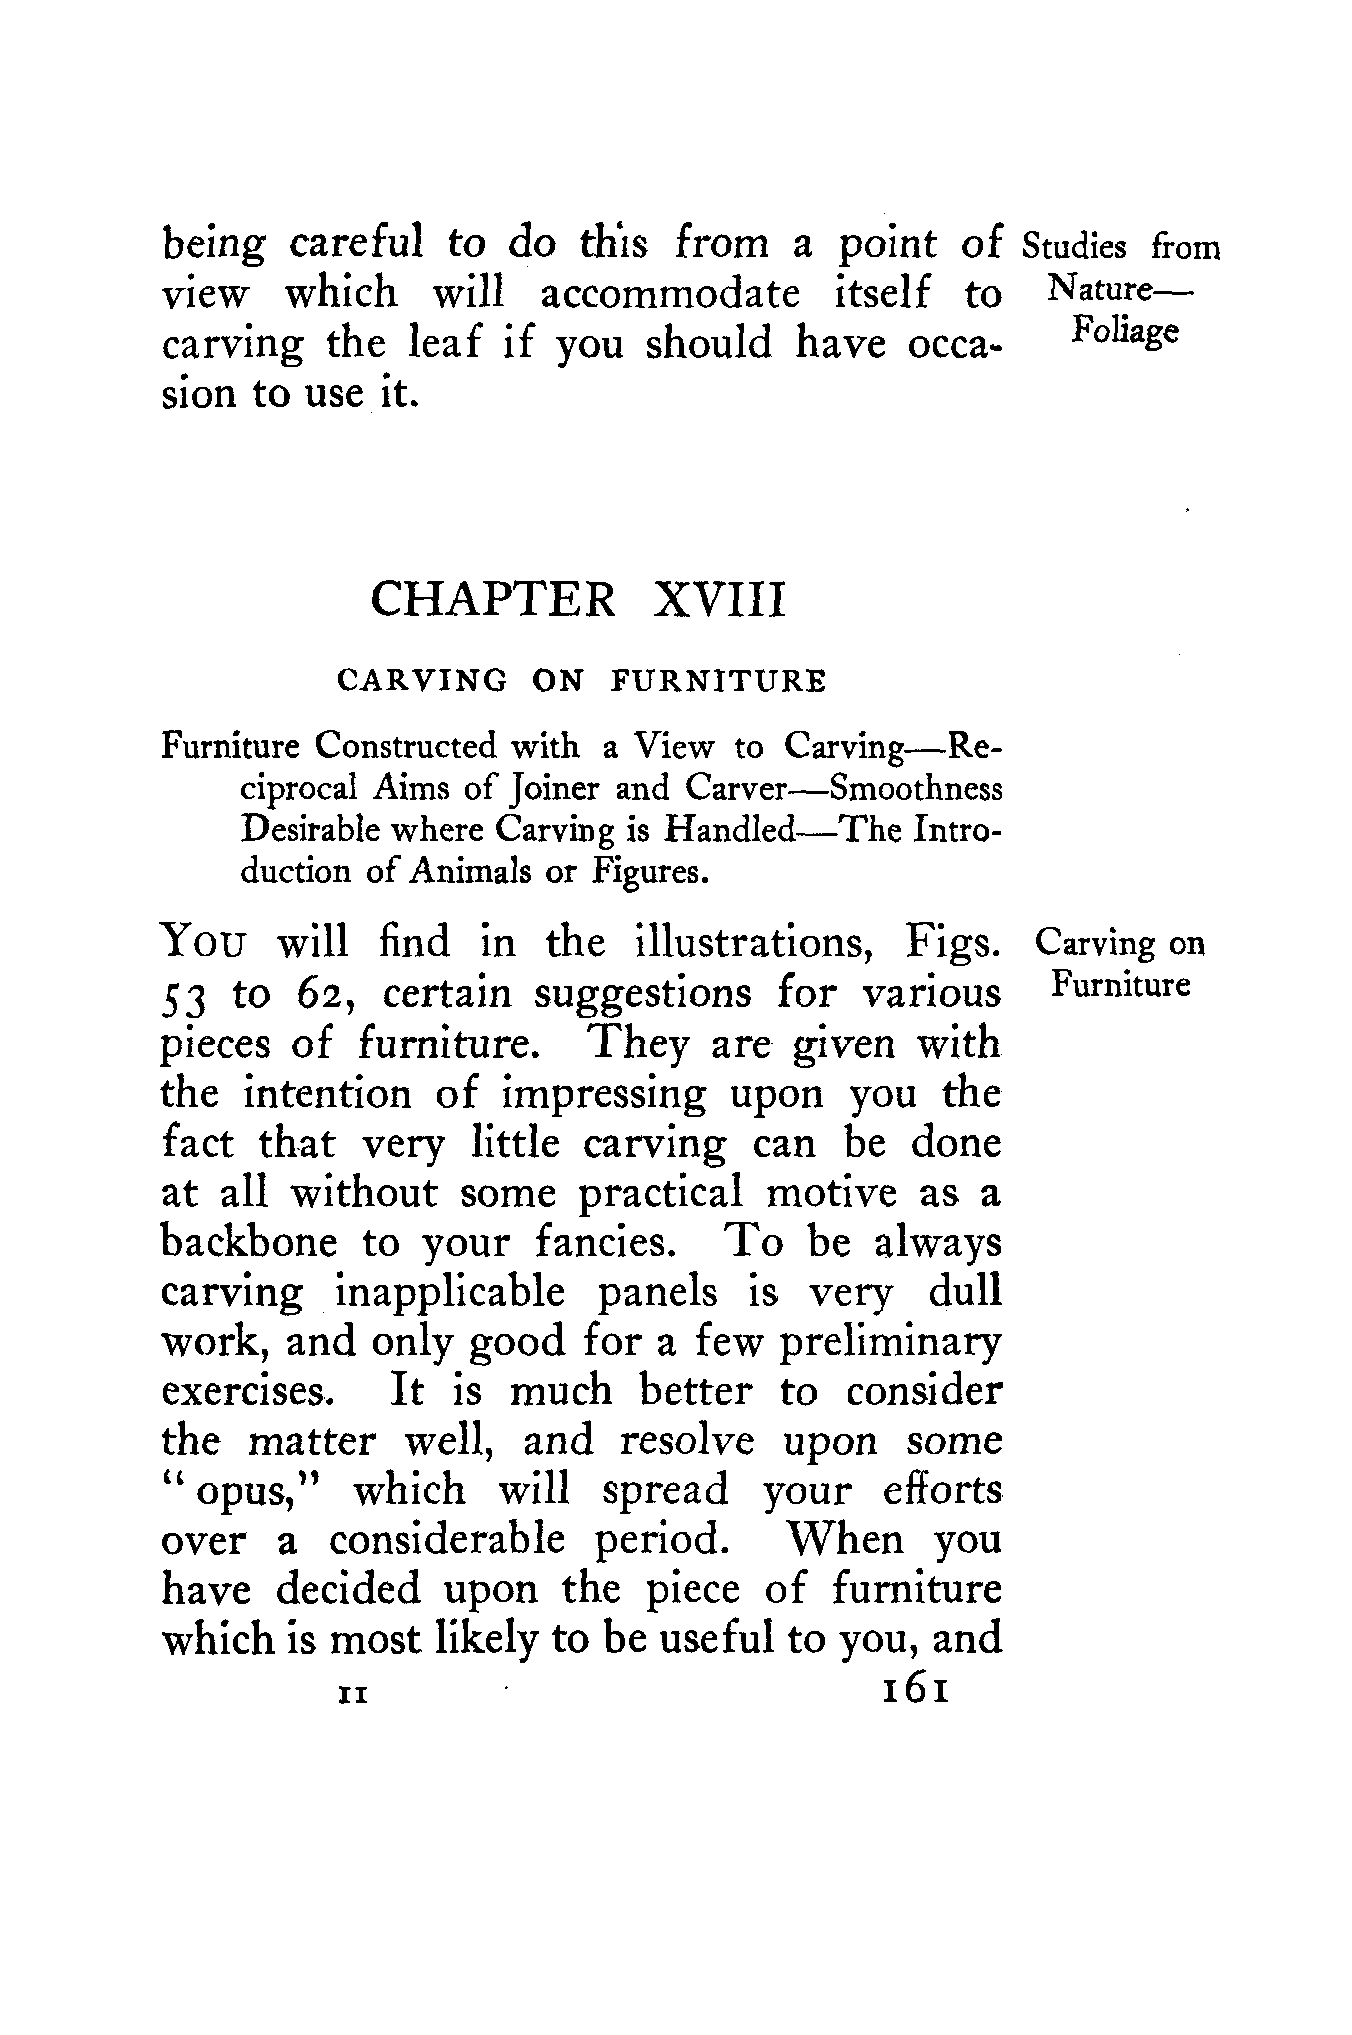 being careful to do this from a point of
view which will accommodate itself to
carving the leaf if you should have occa-
sion to use it.
Studies from
Nature—
Foliage
CHAPTER XVIII
CARVING ON FURNITURE
Furniture Constructed with a View to Carving—Re-
ciprocal Aims of Joiner and Carver—Smoothness
Desirable where Carving is Handled—The Intro-
duction of Animals or Figures.
YOU will find in the illustrations, Figs.
53 to 62, certain suggestions for various
pieces of furniture. They are given with
the intention of impressing upon you the
fact that very little carving can be done
at all without some practical motive as a
backbone to your fancies. To be always
carving inapplicable panels is very dull
work, and only good for a few preliminary
exercises. It is much better to consider
the matter well, and resolve upon some
“ opus,” which will spread your efforts
over a considerable period. When you
have decided upon the piece of furniture
which is most likely to be useful to you, and
Carving on
Furniture
11 161